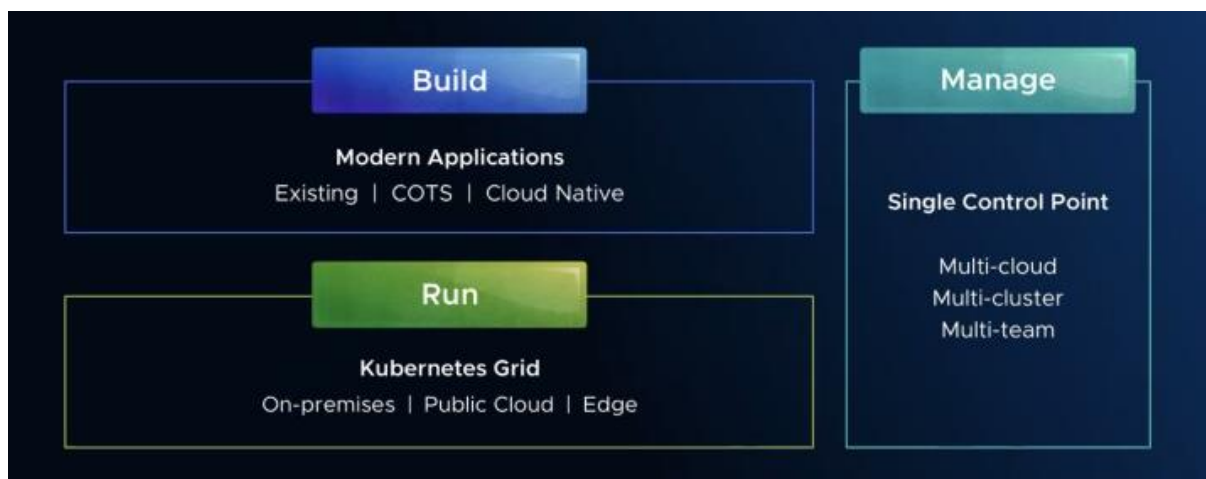 Build
Modern Applications
Existing | COTS | Cloud Native
Run
Kubernetes Grid
On-premises | Public Cloud | Edge
Manage
Single Control Point
Multi-cloud
Multi-cluster
Multi-team